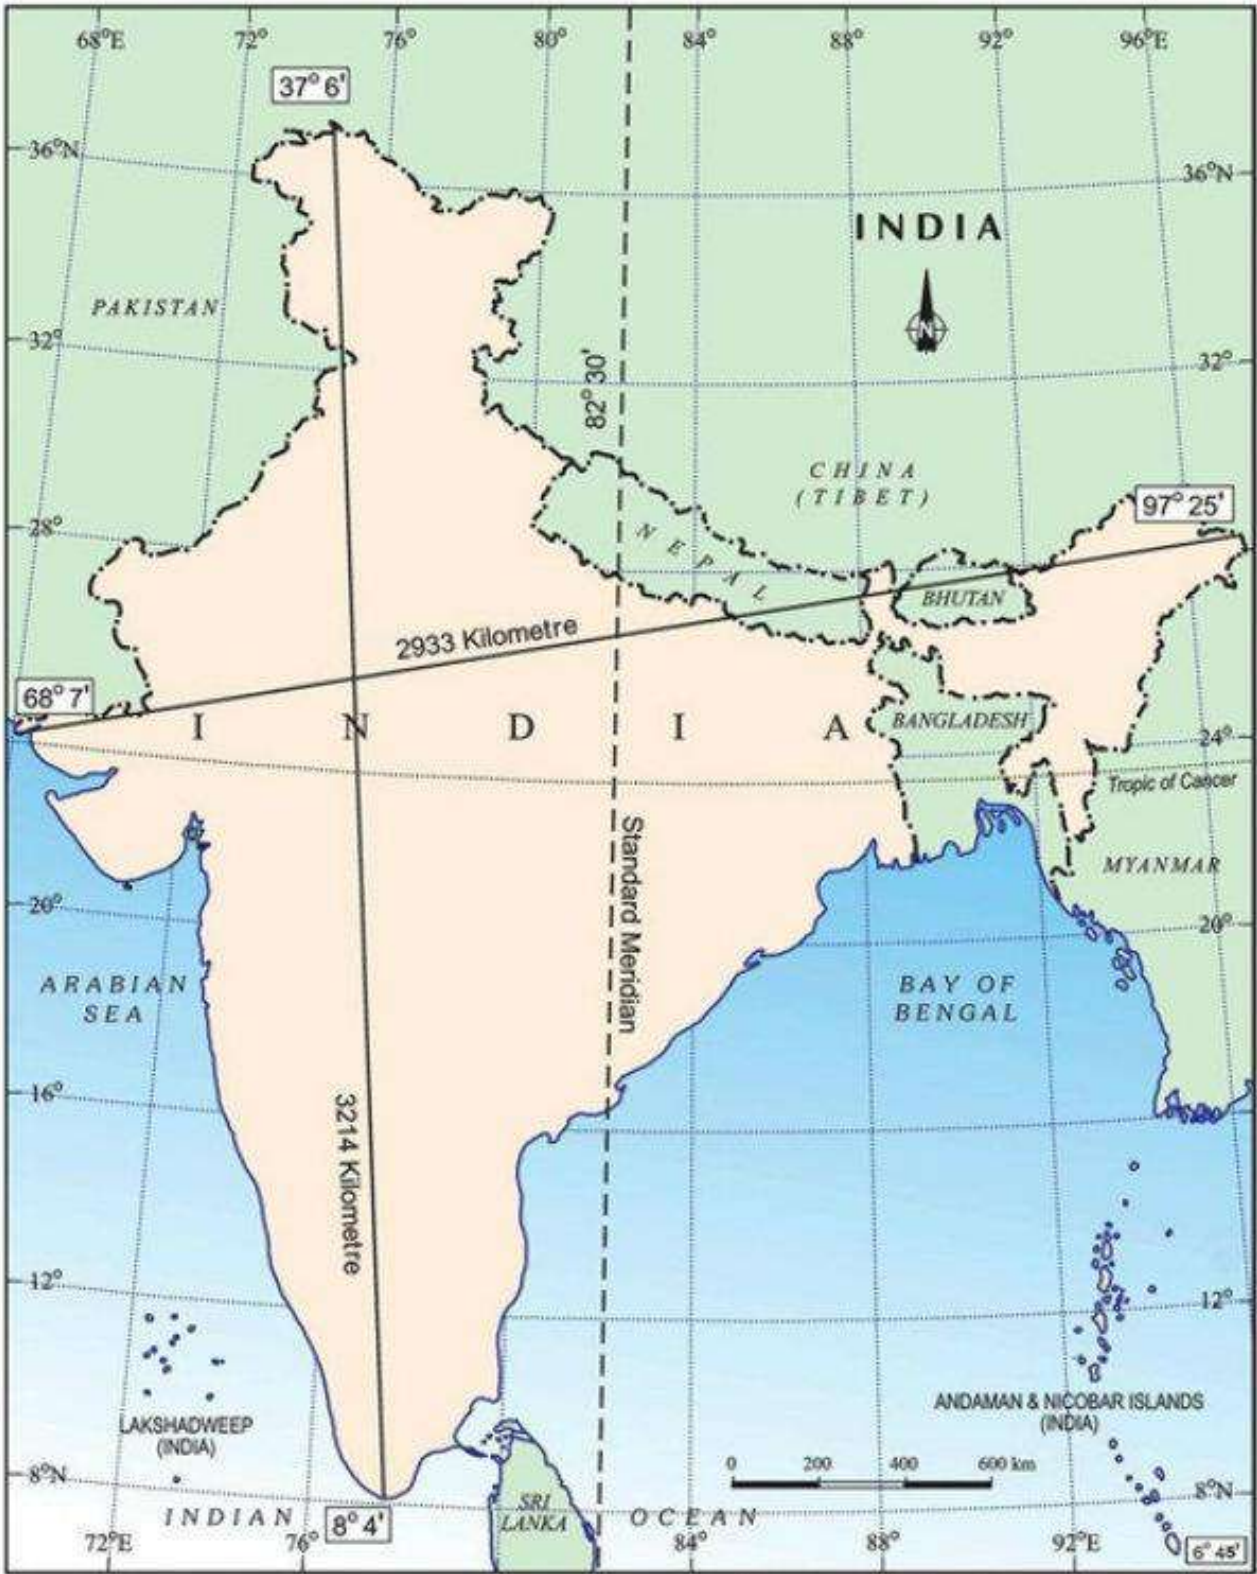 68°E
72°
76°
80°
84°
88°
92°
96°E
37° 6'
36°N
36°N
INDIA
N
PAKISTAN
32°
32°
82° 30'
CHINA
(TIBET)
97° 25'
28°
NEPAL
BHUTAN
2933 Kilometre
68° 7'
I N D I A
BANGLADESH
24°
Tropic of Cancer
Standard Meridian
MYANMAR
20°
20°
ARABIAN
SEA
BAY OF
BENGAL
16°
3214 Kilometre
12°
12°
LAKSHADWEEP
(INDIA)
ANDAMAN & NICOBAR ISLANDS
(INDIA)
0 200 400 600 km
8°N
8°N
INDIAN
8° 4'
SRI
LANKA
OCEAN
72°E
76°
84°
88°
92°E
6° 45'